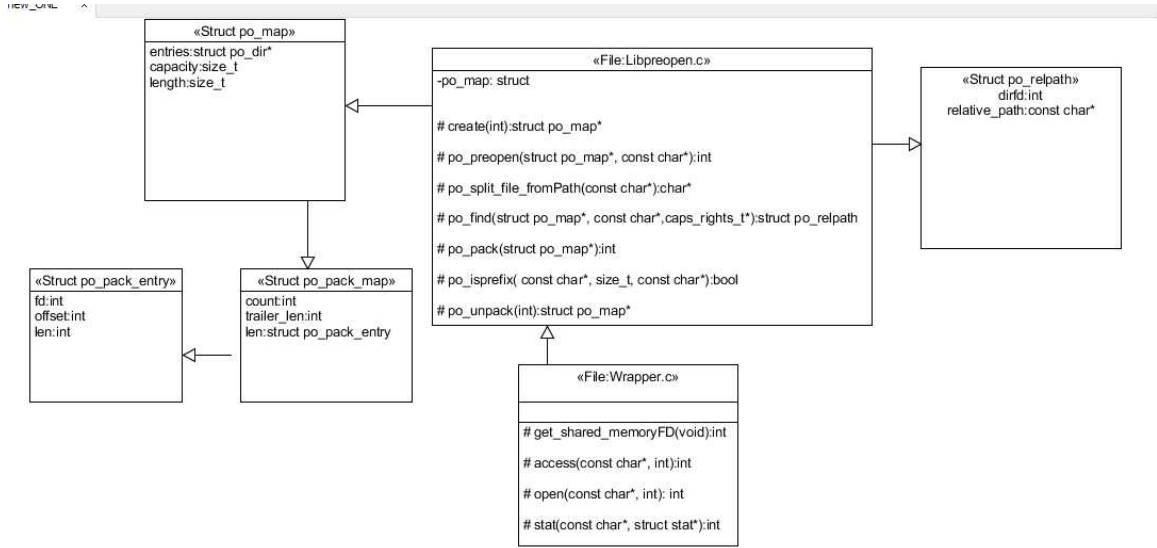 new_ONE
«Struct po_map»
entries:struct po_dir*
capacity:size_t
length:size_t
«File:Libpreopen.c»
-po_map: struct
# create(int):struct po_map*
# po_preopen(struct po_map*, const char*):int
# po_split_file_fromPath(const char*):char*
# po_find(struct po_map*, const char*,caps_rights_t*):struct po_relpath
# po_pack(struct po_map*):int
# po_isprefix( const char*, size_t, const char*):bool
# po_unpack(int):struct po_map*
«Struct po_relpath»
dirfd:int
relative_path:const char*
«Struct po_pack_entry»
fd:int
offset:int
len:int
«Struct po_pack_map»
count:int
trailer_len:int
len:struct po_pack_entry
«File:Wrapper.c»
# get_shared_memoryFD(void):int
# access(const char*, int):int
# open(const char*, int): int
# stat(const char*, struct stat*):int